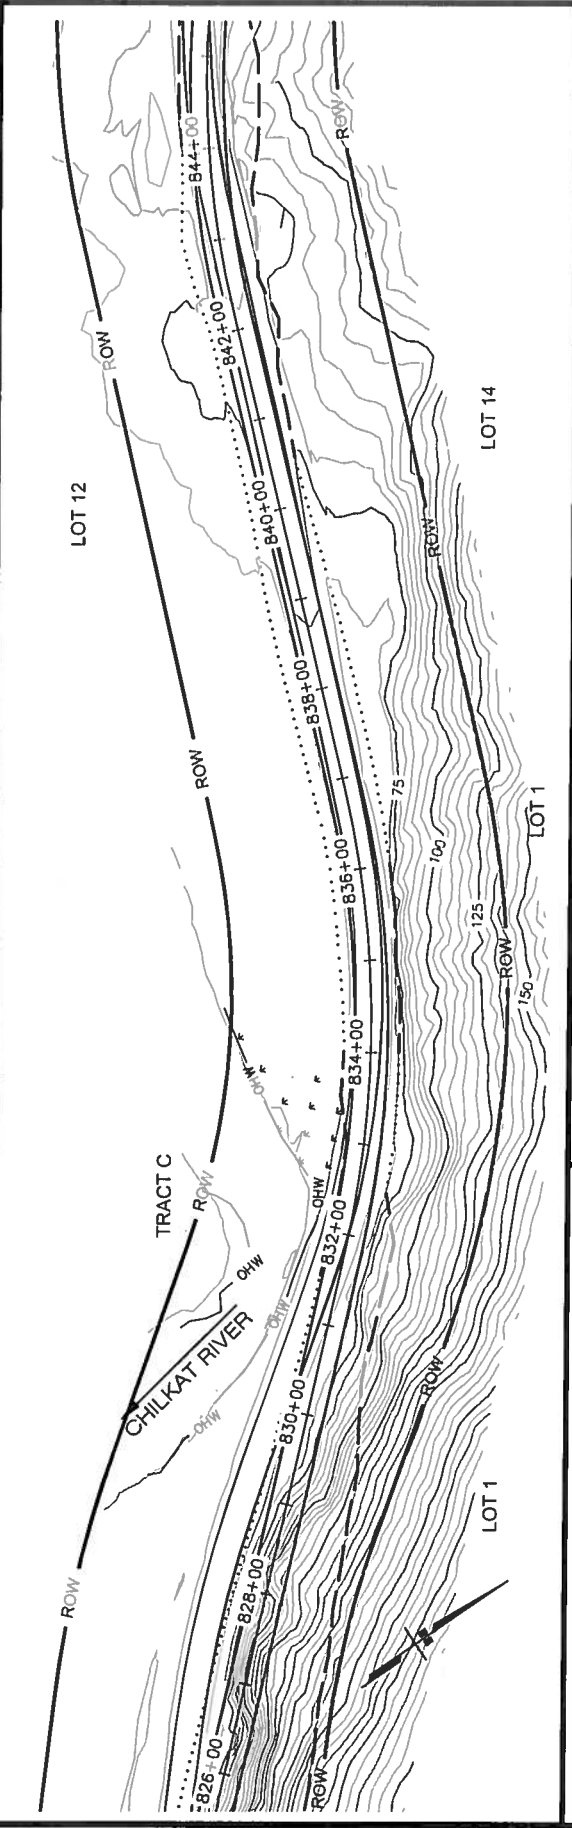 844+00
ROW
842+00
ROW
LOT 14
LOT 12
840+00
ROW
838+00
ROW
75
LOT 1
836+00
100
125
ROW
150
834+00
OHW
TRACT C
ROW
OHW
832+00
OHW
OHW
CHILKAT RIVER
ROW
830+00
OHW
LOT 1
828+00
ROW
826+00
ROW